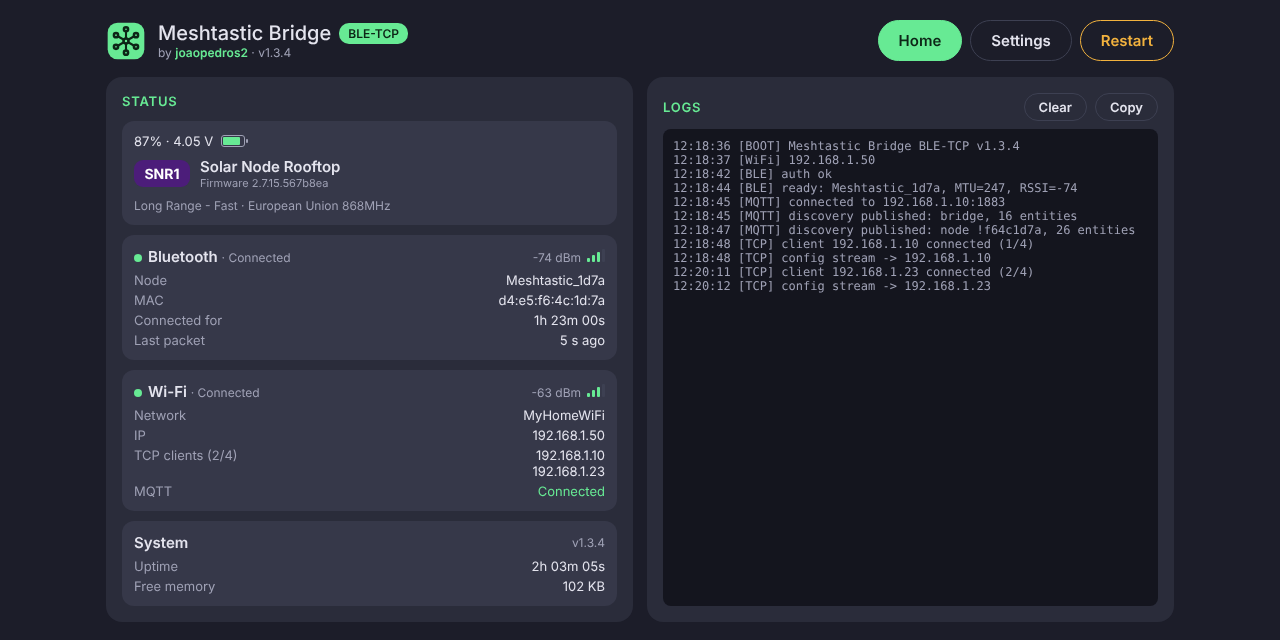 Meshtastic Bridge BLE-TCP
by joaopedros2 · v1.3.4
Home Settings Restart
STATUS
87% · 4.05 V
SNR1 Solar Node Rooftop
Firmware 2.7.15.567b8ea
Long Range - Fast · European Union 868MHz
Bluetooth · Connected -74 dBm
Node Meshtastic_1d7a
MAC d4:e5:f6:4c:1d:7a
Connected for 1h 23m 00s
Last packet 5 s ago
Wi-Fi · Connected -63 dBm
Network MyHomeWiFi
IP 192.168.1.50
TCP clients (2/4) 192.168.1.10
192.168.1.23
MQTT Connected
System v1.3.4
Uptime 2h 03m 05s
Free memory 102 KB
LOGS Clear Copy
12:18:36 [BOOT] Meshtastic Bridge BLE-TCP v1.3.4
12:18:37 [WiFi] 192.168.1.50
12:18:42 [BLE] auth ok
12:18:44 [BLE] ready: Meshtastic_1d7a, MTU=247, RSSI=-74
12:18:45 [MQTT] connected to 192.168.1.10:1883
12:18:45 [MQTT] discovery published: bridge, 16 entities
12:18:47 [MQTT] discovery published: node !f64c1d7a, 26 entities
12:18:48 [TCP] client 192.168.1.10 connected (1/4)
12:18:48 [TCP] config stream -> 192.168.1.10
12:20:11 [TCP] client 192.168.1.23 connected (2/4)
12:20:12 [TCP] config stream -> 192.168.1.23